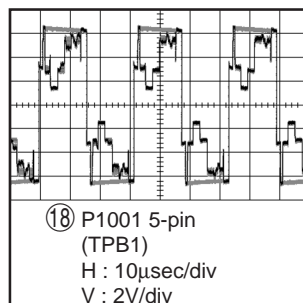 ⑱ P1001 5-pin
(TPB1)
H : 10µsec/div
V : 2V/div